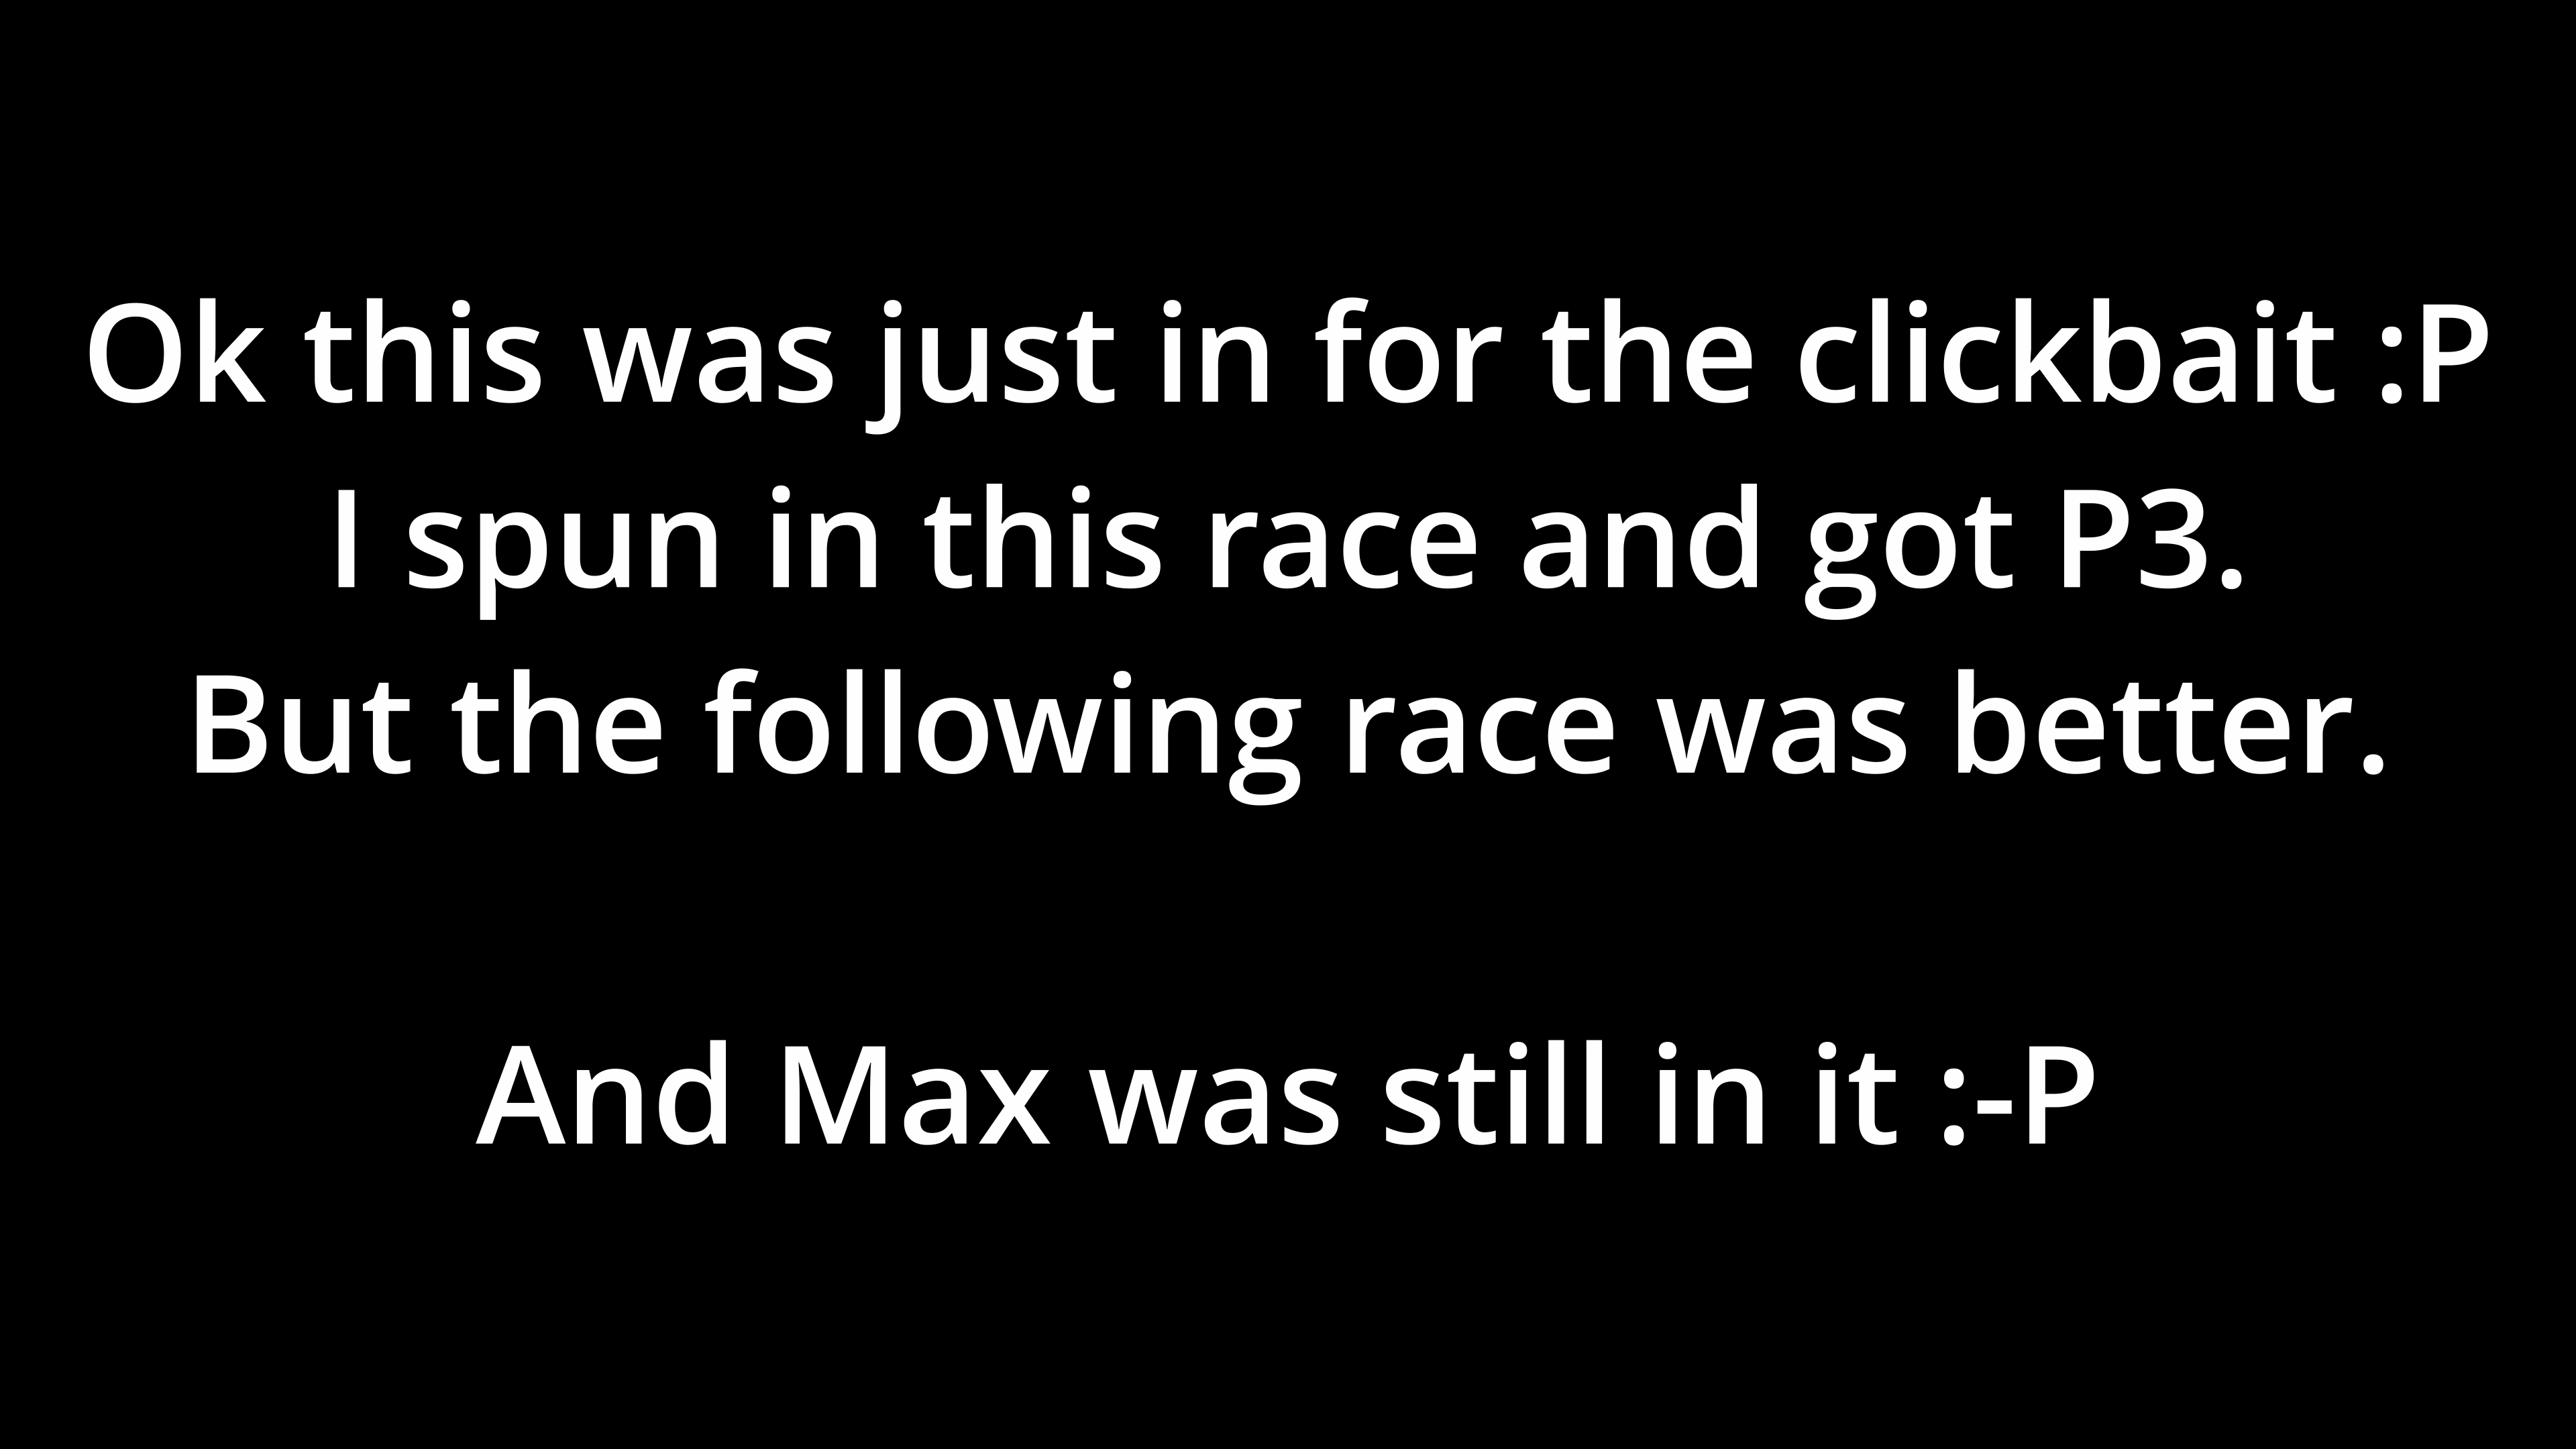 Ok this was just in for the clickbait :P
I spun in this race and got P3.
But the following race was better.
And Max was still in it :-P